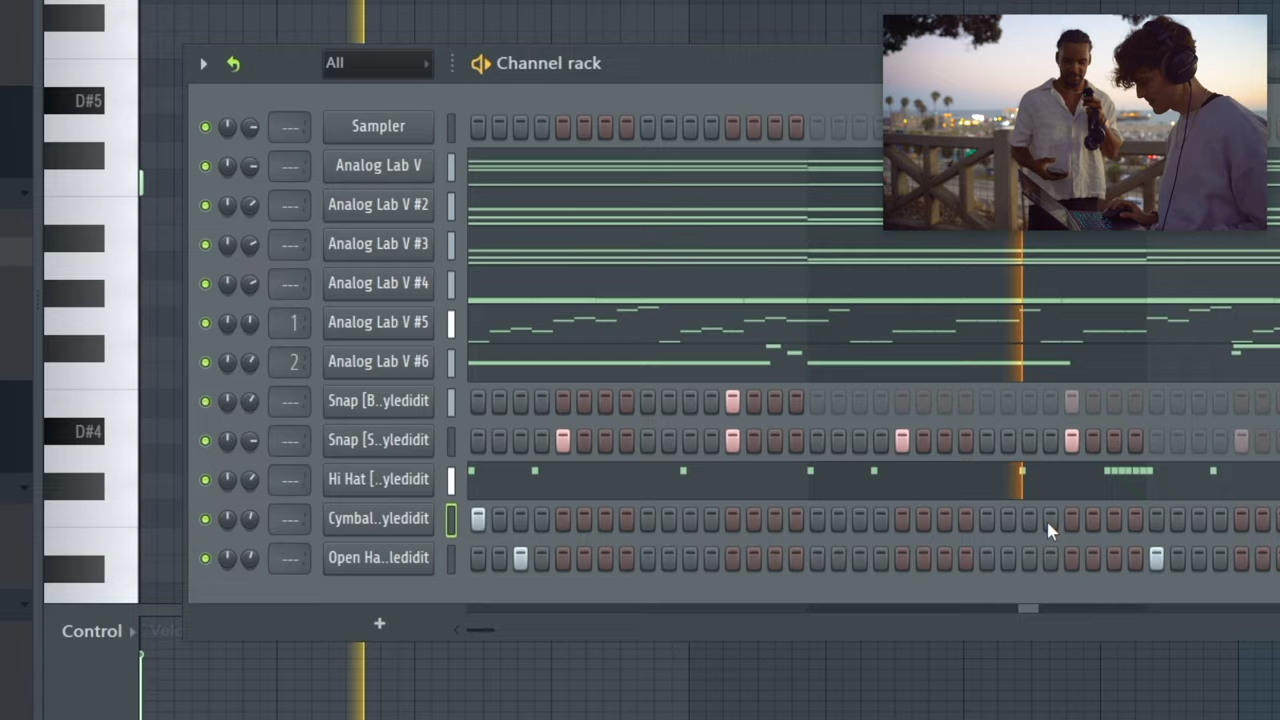 All
Channel rack
D#5
--- Sampler
--- Analog Lab V
--- Analog Lab V #2
--- Analog Lab V #3
--- Analog Lab V #4
1 Analog Lab V #5
2 Analog Lab V #6
--- Snap [B..yledidit
D#4
--- Snap [S..yledidit
--- Hi Hat [..yledidit
--- Cymbal..yledidit
--- Open Ha..ledidit
+
Control
Velo